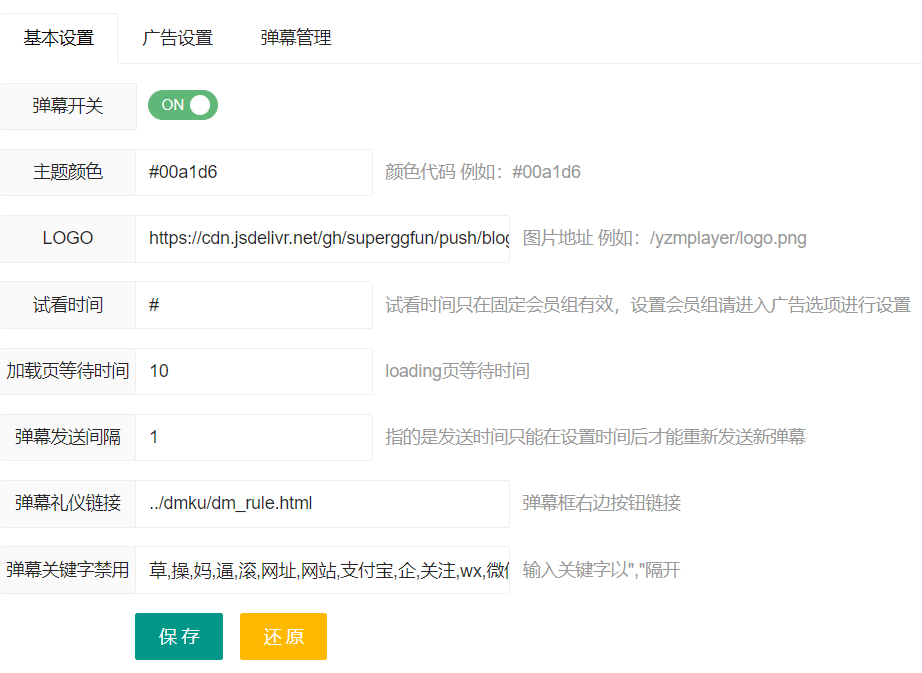 基本设置 广告设置 弹幕管理
弹幕开关 ON
主题颜色 #00a1d6 颜色代码 例如：#00a1d6
LOGO https://cdn.jsdelivr.net/gh/superggfun/push/blog 图片地址 例如：/yzmplayer/logo.png
试看时间 # 试看时间只在固定会员组有效，设置会员组请进入广告选项进行设置
加载页等待时间 10 loading页等待时间
弹幕发送间隔 1 指的是发送时间只能在设置时间后才能重新发送新弹幕
弹幕礼仪链接 ../dmku/dm_rule.html 弹幕框右边按钮链接
弹幕关键字禁用 草,操,妈,逼,滚,网址,网站,支付宝,企,关注,wx,微 输入关键字以","隔开
保存 还原